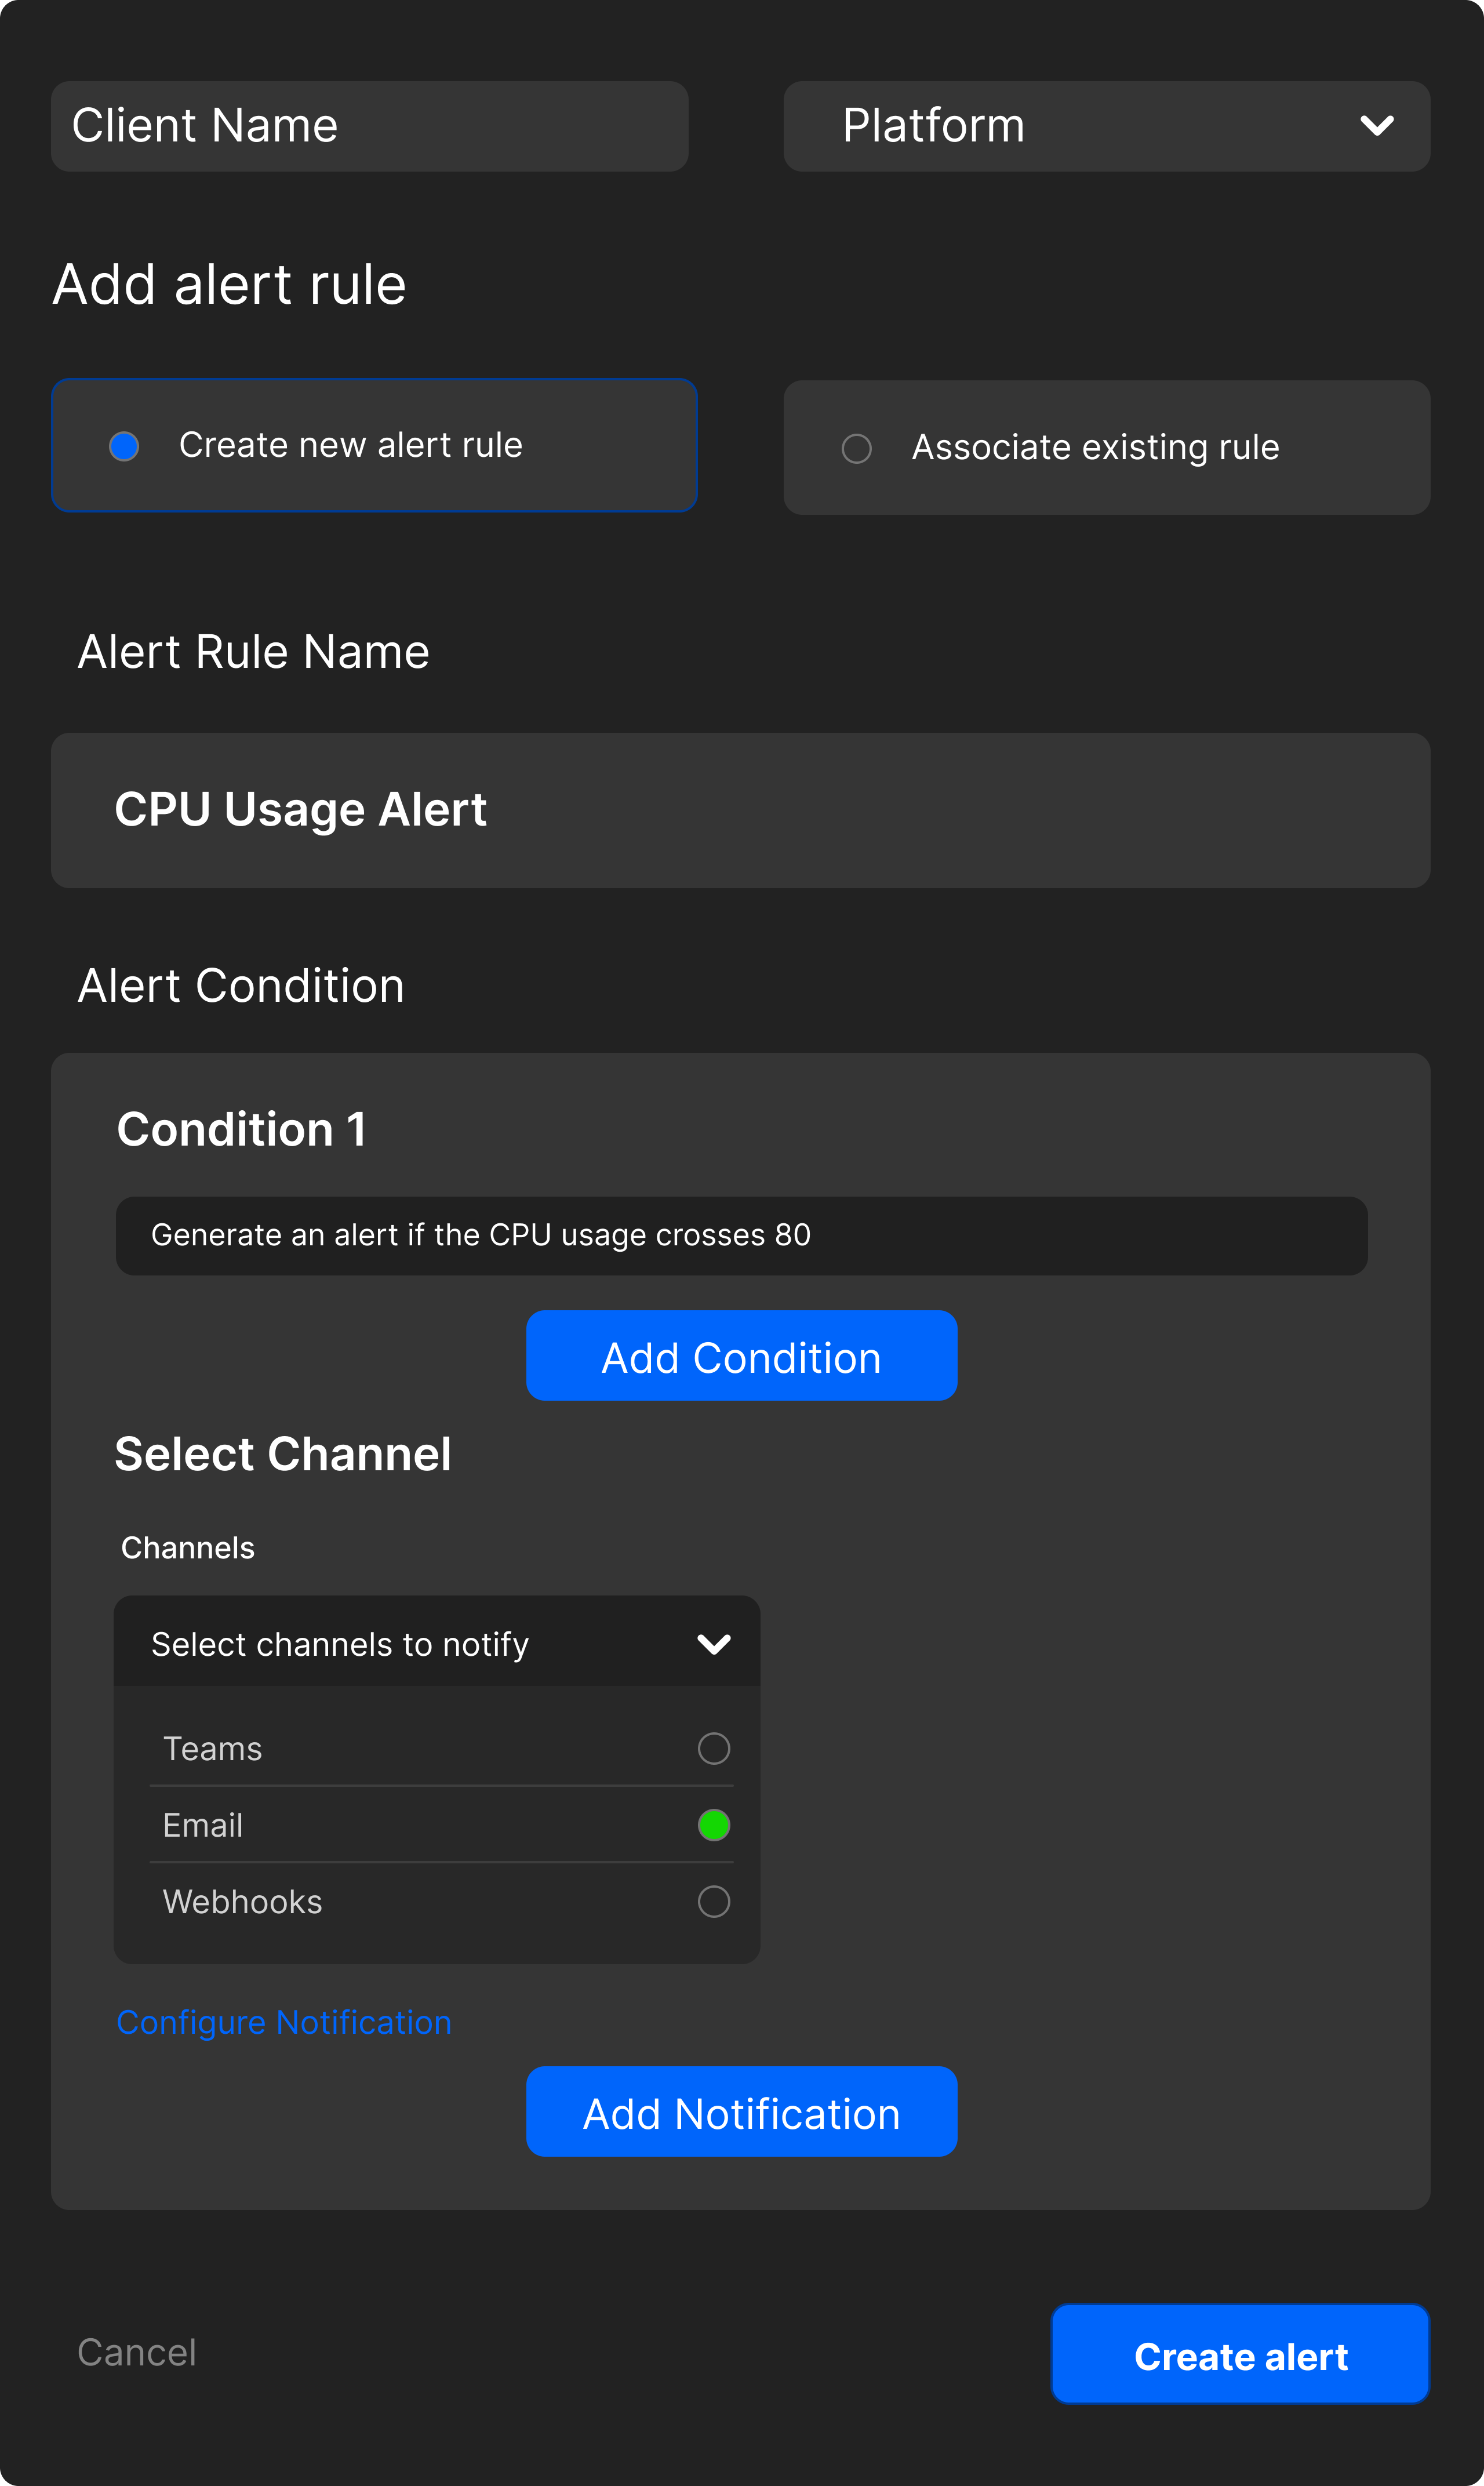 Client Name
Platform
Add alert rule
Create new alert rule
Associate existing rule
Alert Rule Name
CPU Usage Alert
Alert Condition
Condition 1
Generate an alert if the CPU usage crosses 80
Add Condition
Select Channel
Channels
Select channels to notify
Teams
Email
Webhooks
Configure Notification
Add Notification
Cancel
Create alert